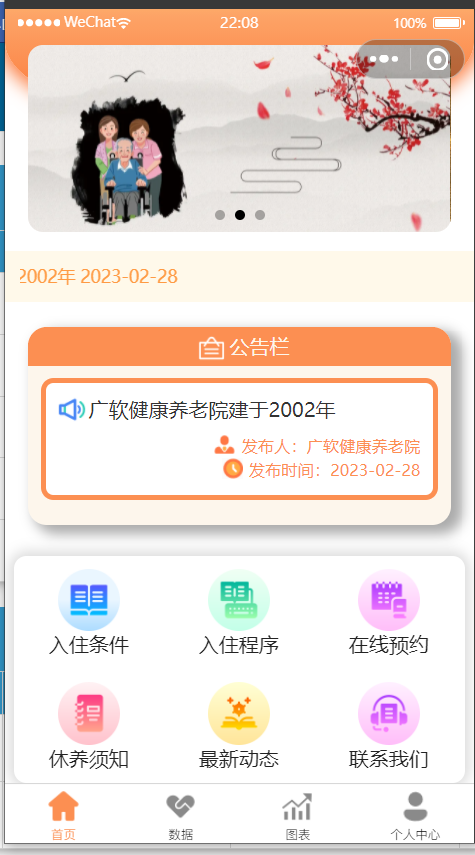 WeChat 22:08 100%
2002年 2023-02-28
公告栏
广软健康养老院建于2002年
发布人：广软健康养老院
发布时间：2023-02-28
入住条件 入住程序 在线预约
休养须知 最新动态 联系我们
首页 数据 图表 个人中心